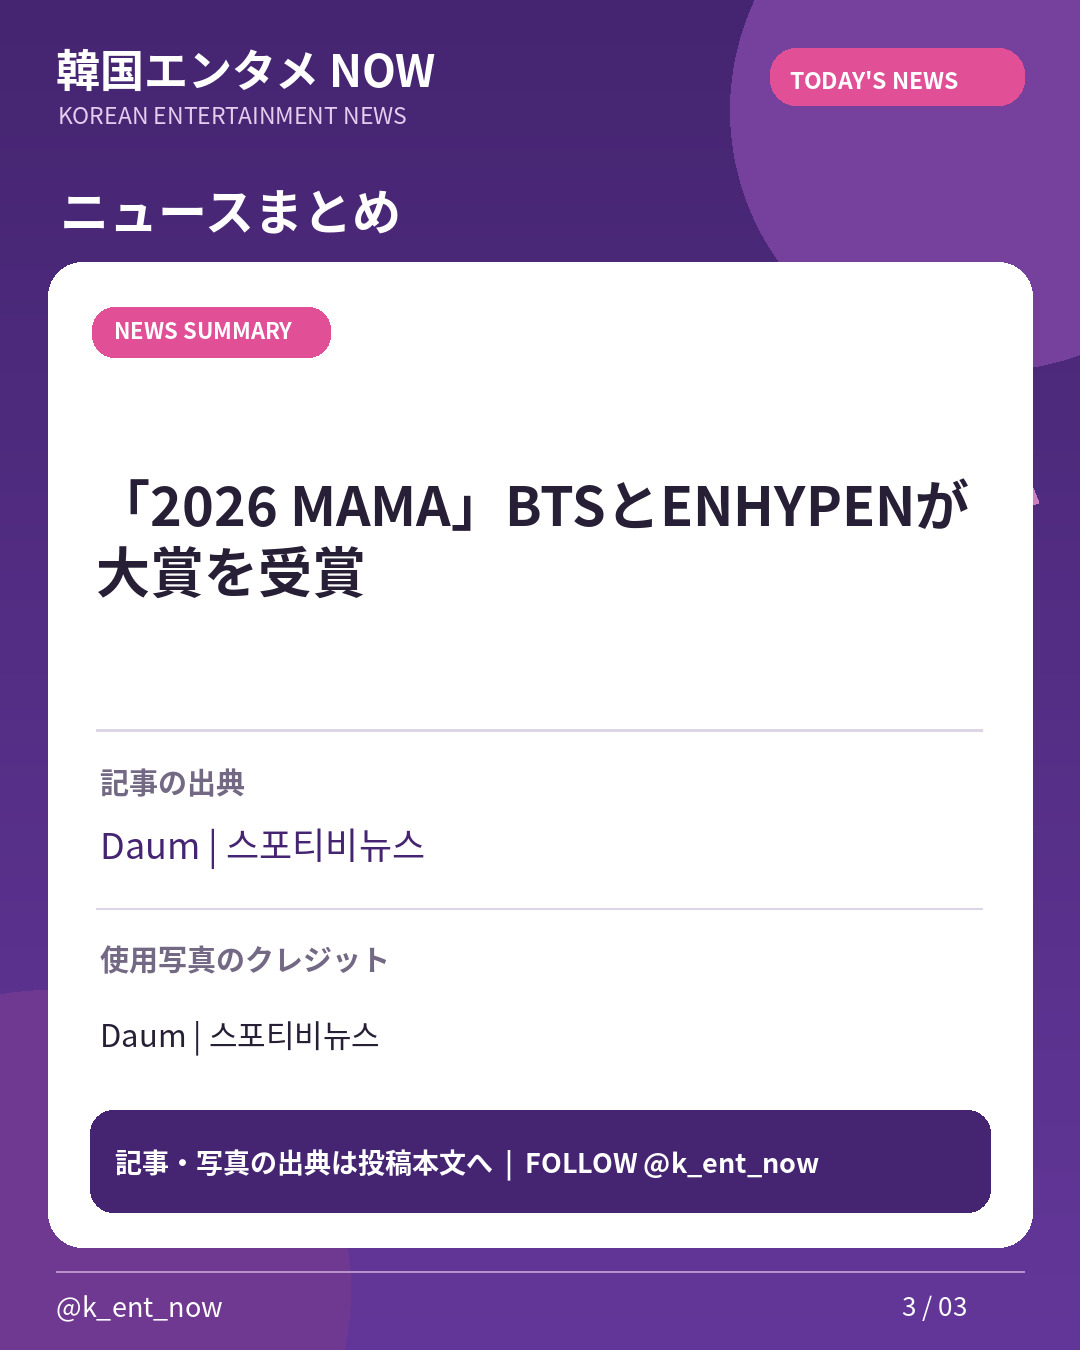 韓国エンタメ NOW
KOREAN ENTERTAINMENT NEWS
TODAY'S NEWS
ニュースまとめ
NEWS SUMMARY
「2026 MAMA」BTSとENHYPENが
大賞を受賞
記事の出典
Daum | 스포티비뉴스
使用写真のクレジット
Daum | 스포티비뉴스
記事・写真の出典は投稿本文へ | FOLLOW @k_ent_now
@k_ent_now
3 / 03